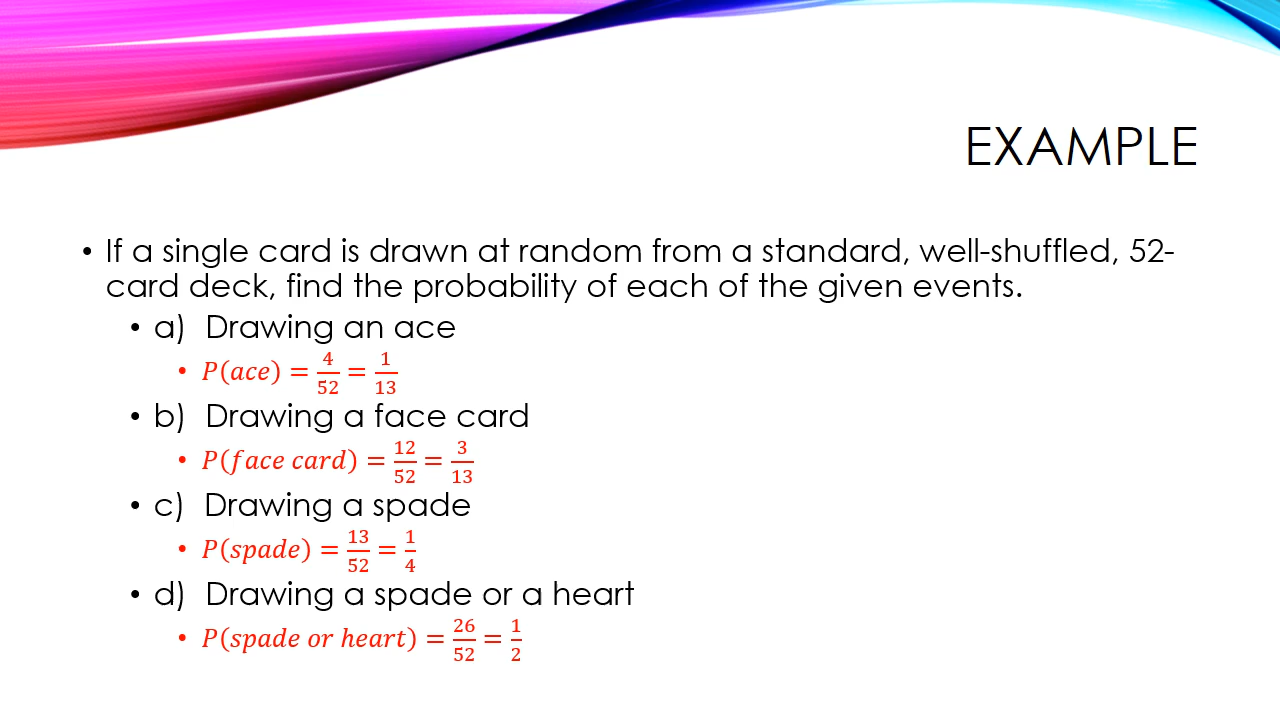 EXAMPLE
• If a single card is drawn at random from a standard, well-shuffled, 52-
card deck, find the probability of each of the given events.
• a) Drawing an ace
• P(ace) = 4/52 = 1/13
• b) Drawing a face card
• P(face card) = 12/52 = 3/13
• c) Drawing a spade
• P(spade) = 13/52 = 1/4
• d) Drawing a spade or a heart
• P(spade or heart) = 26/52 = 1/2